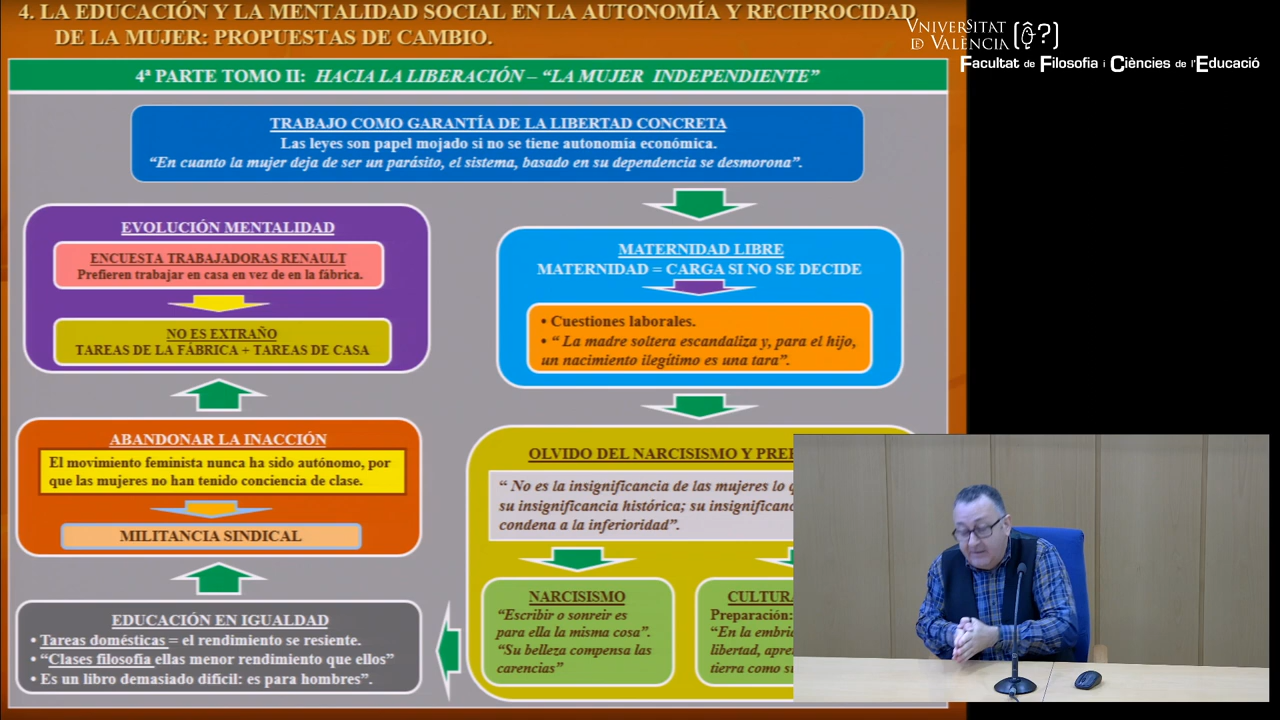 4. LA EDUCACIÓN Y LA MENTALIDAD SOCIAL EN LA AUTONOMÍA Y RECIPROCIDAD
DE LA MUJER: PROPUESTAS DE CAMBIO.
VNIVERSITAT
DE VALÈNCIA
Facultat de Filosofia i Ciències de l'Educació
4ª PARTE TOMO II: HACIA LA LIBERACIÓN – “LA MUJER INDEPENDIENTE”
TRABAJO COMO GARANTÍA DE LA LIBERTAD CONCRETA
Las leyes son papel mojado si no se tiene autonomía económica.
“En cuanto la mujer deja de ser un parásito, el sistema, basado en su dependencia se desmorona”.
EVOLUCIÓN MENTALIDAD
ENCUESTA TRABAJADORAS RENAULT
Prefieren trabajar en casa en vez de en la fábrica.
NO ES EXTRAÑO
TAREAS DE LA FÁBRICA + TAREAS DE CASA
MATERNIDAD LIBRE
MATERNIDAD = CARGA SI NO SE DECIDE
• Cuestiones laborales.
• “ La madre soltera escandaliza y, para el hijo,
un nacimiento ilegítimo es una tara”.
ABANDONAR LA INACCIÓN
El movimiento feminista nunca ha sido autónomo, por
que las mujeres no han tenido conciencia de clase.
MILITANCIA SINDICAL
OLVIDO DEL NARCISISMO Y
“ No es la insignificancia de las mujeres lo
su insignificancia histórica; su
condena a la inferioridad”.
NARCISISMO
“Escribir o sonreir es
para ella la misma cosa”.
“Su belleza compensa las
carencias”
Preparación:
“En la
libertad,
tierra como
EDUCACIÓN EN IGUALDAD
• Tareas domésticas = el rendimiento se resiente.
• “Clases filosofía ellas menor rendimiento que ellos”
• Es un libro demasiado difícil: es para hombres”.